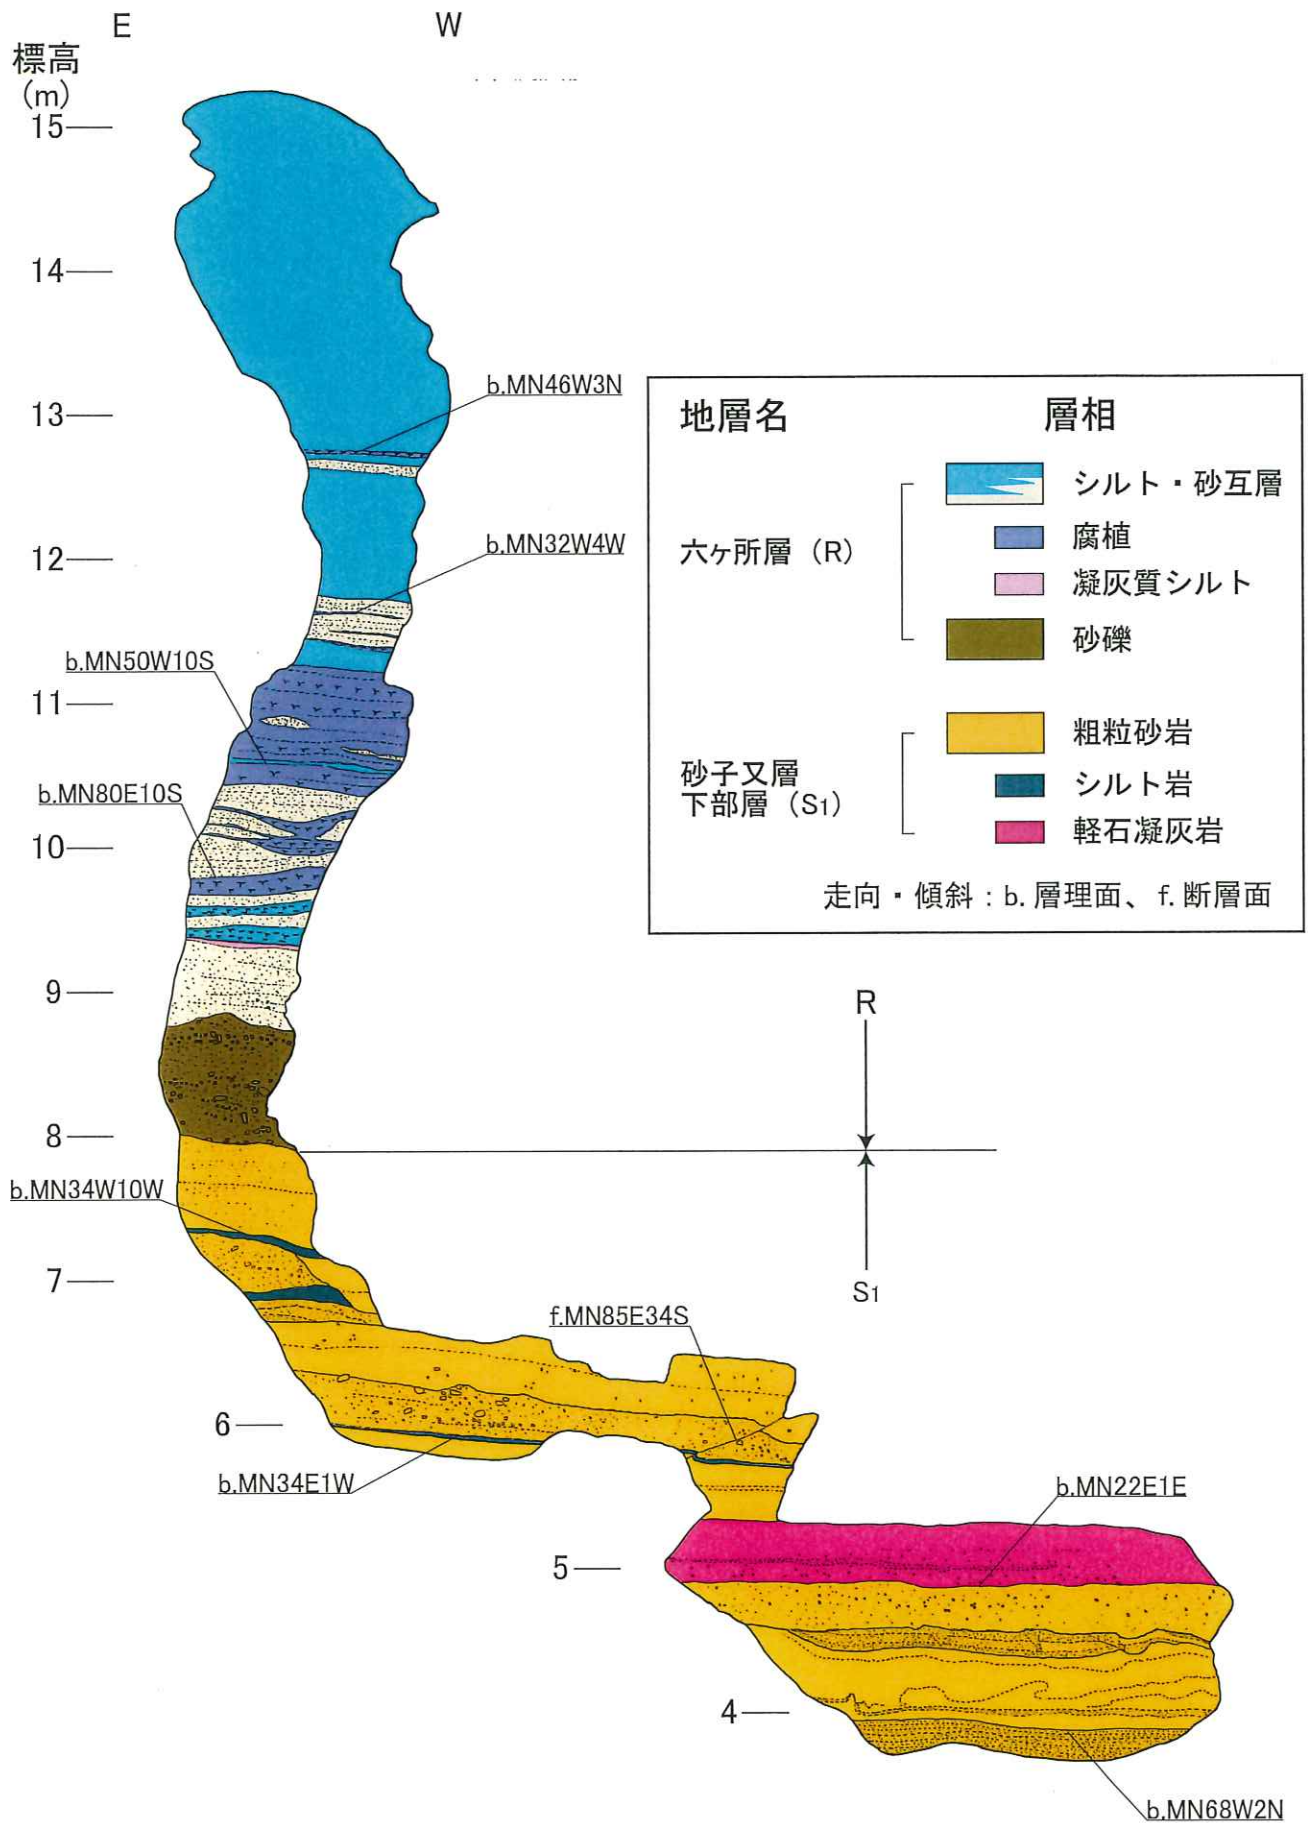 E
W
標高
(m)
15
14
13
12
11
10
9
8
7
6
5
4
b.MN46W3N
b.MN32W4W
b.MN50W10S
b.MN80E10S
b.MN34W10W
f.MN85E34S
b.MN34E1W
b.MN22E1E
b.MN68W2N
R
S1
地層名 層相
シルト・砂互層
腐植
六ヶ所層（R）
凝灰質シルト
砂礫
粗粒砂岩
砂子又層
下部層（S1）
シルト岩
軽石凝灰岩
走向・傾斜：b. 層理面、f. 断層面